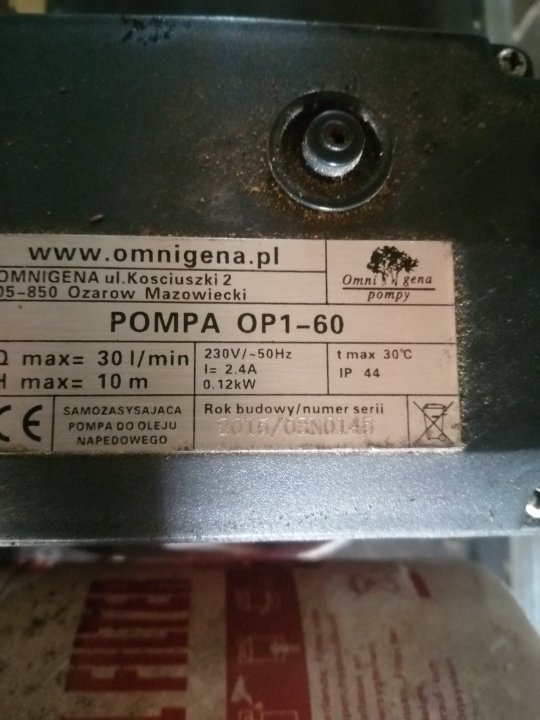 www.omnigena.pl
OMNIGENA ul.Kosciuszki 2
05-850 Ozarow Mazowiecki
Omni gena
pompy
POMPA OP1-60
Q max= 30 l/min
H max= 10 m
230V/~50Hz
I= 2.4A
0.12kW
t max 30°C
IP 44
CE
SAMOZASYSAJACA
POMPA DO OLEJU
NAPEDOWEGO
Rok budowy/numer serii
2015/03N0145